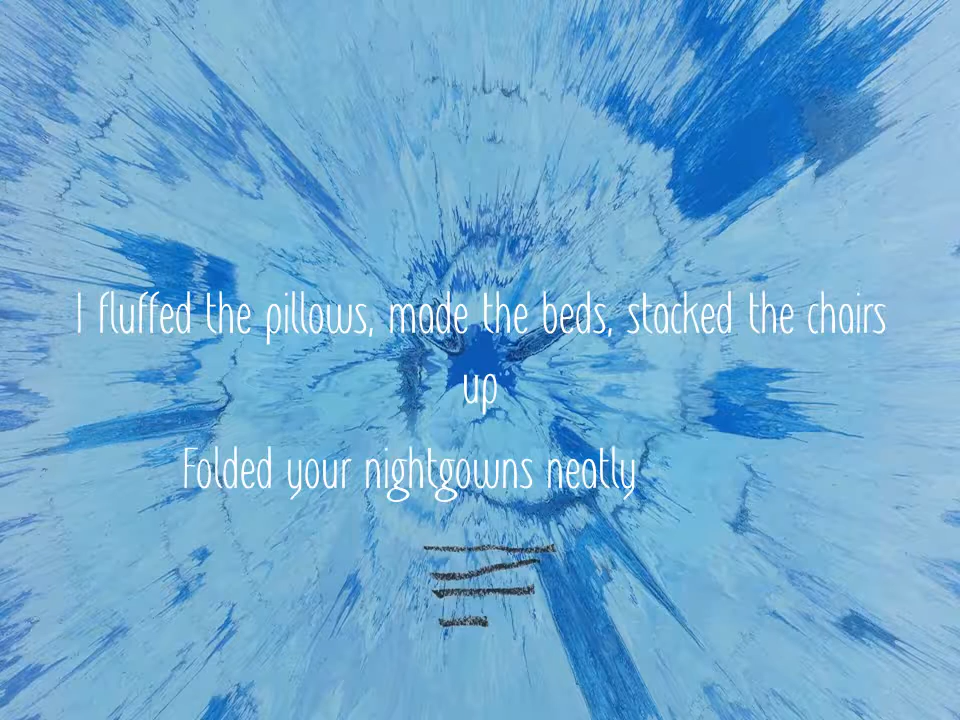 I fluffed the pillows, made the beds, stacked the chairs
up
Folded your nightgowns neatly